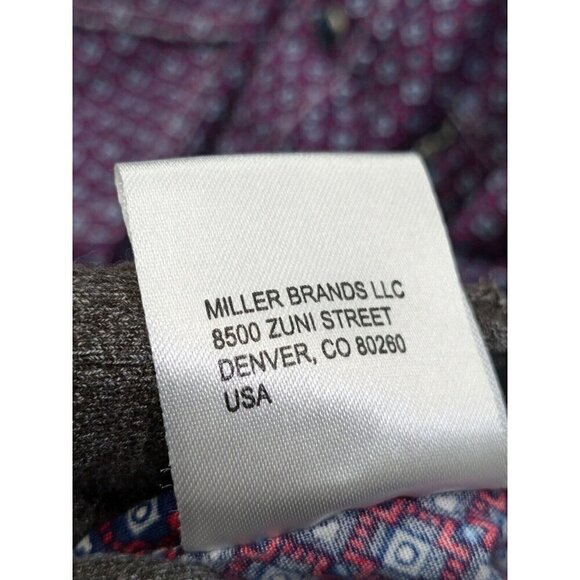 MILLER BRANDS LLC
8500 ZUNI STREET
DENVER, CO 80260
USA